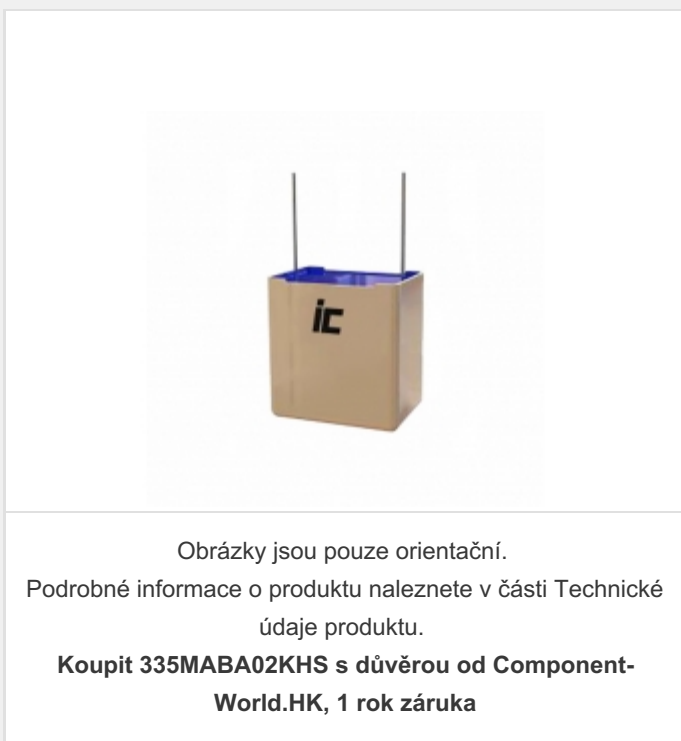 ic
Obrázky jsou pouze orientační.
Podrobné informace o produktu naleznete v části Technické
údaje produktu.
Koupit 335MABA02KHS s důvěrou od Component-
World.HK, 1 rok záruka